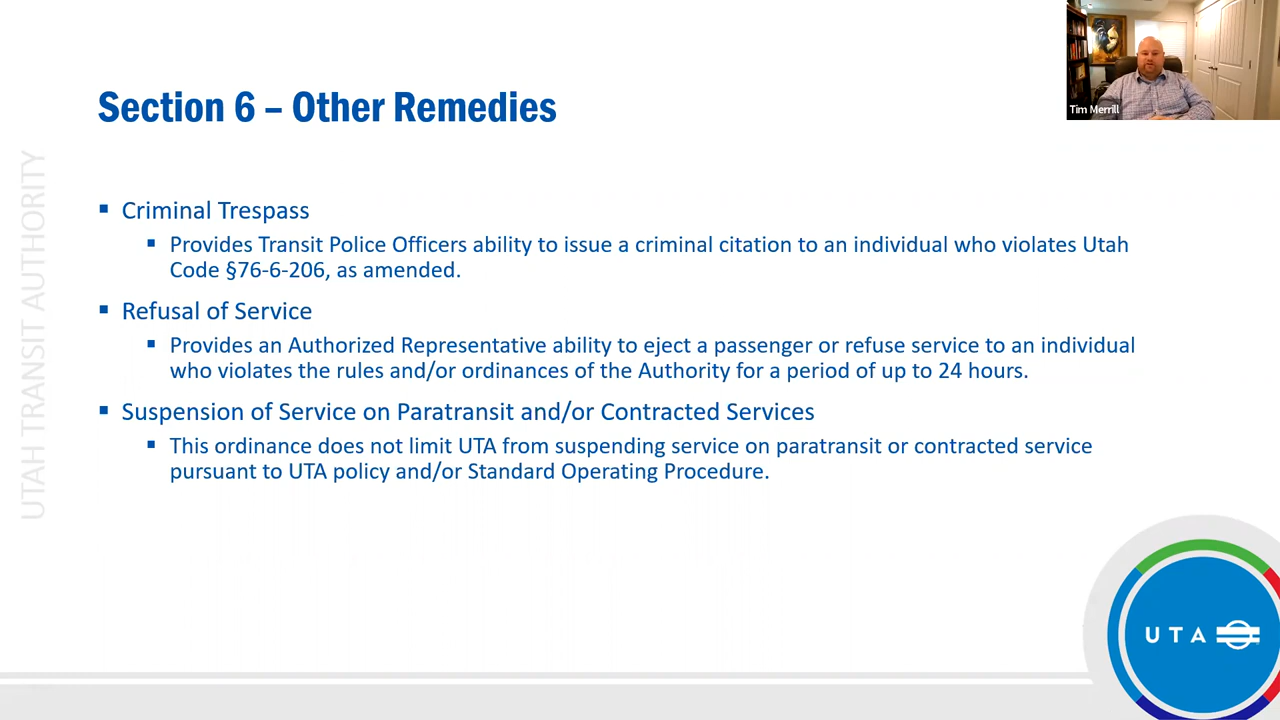 Tim Merrill
Section 6 – Other Remedies
UTAH TRANSIT AUTHORITY
▪ Criminal Trespass
▪ Provides Transit Police Officers ability to issue a criminal citation to an individual who violates Utah
Code §76-6-206, as amended.
▪ Refusal of Service
▪ Provides an Authorized Representative ability to eject a passenger or refuse service to an individual
who violates the rules and/or ordinances of the Authority for a period of up to 24 hours.
▪ Suspension of Service on Paratransit and/or Contracted Services
▪ This ordinance does not limit UTA from suspending service on paratransit or contracted service
pursuant to UTA policy and/or Standard Operating Procedure.
UTA